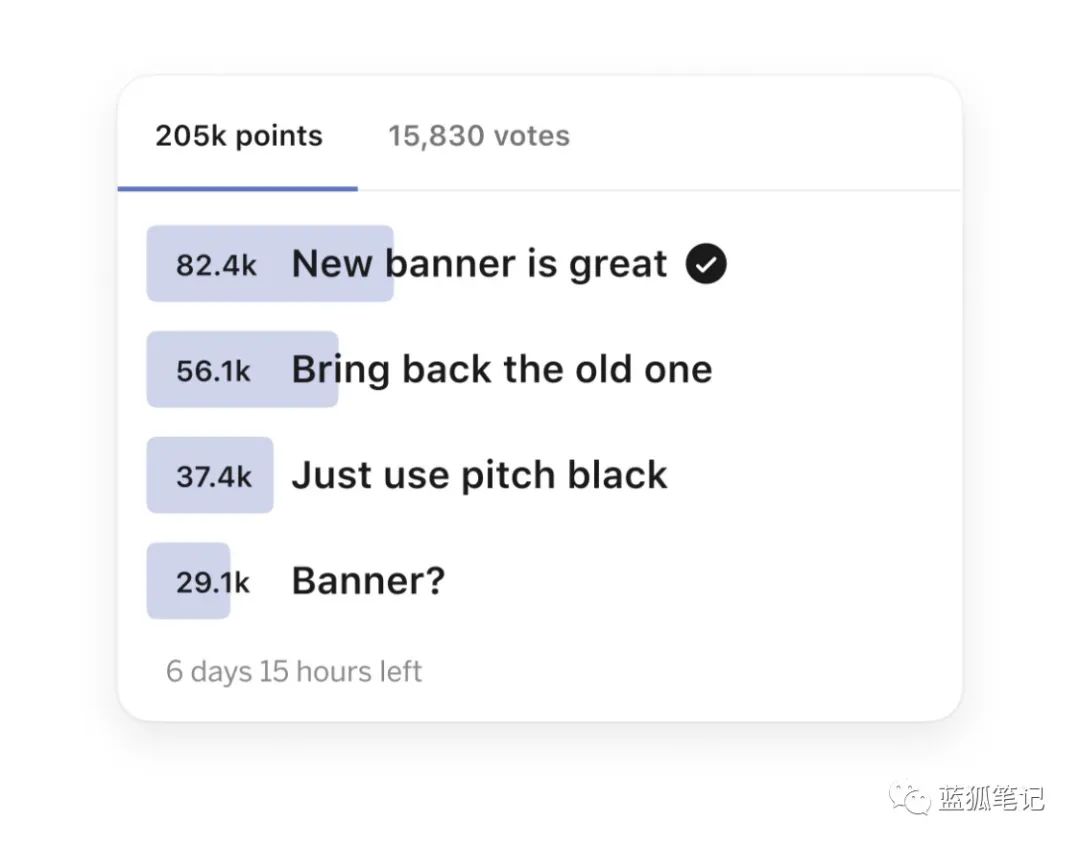 205k points 15,830 votes
82.4k New banner is great
56.1k Bring back the old one
37.4k Just use pitch black
29.1k Banner?
6 days 15 hours left
蓝狐笔记